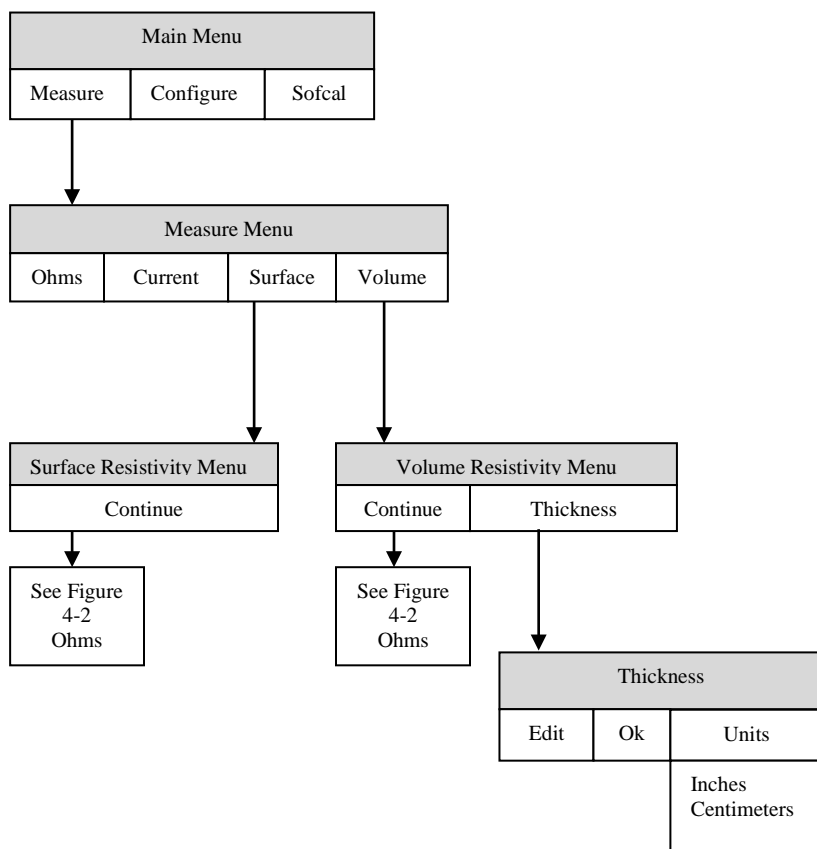 Main Menu
Measure Configure Sofcal
Measure Menu
Ohms Current Surface Volume
Surface Resistivity Menu
Continue
See Figure
4-2
Ohms
Volume Resistivity Menu
Continue Thickness
See Figure
4-2
Ohms
Thickness
Edit Ok Units
Inches
Centimeters